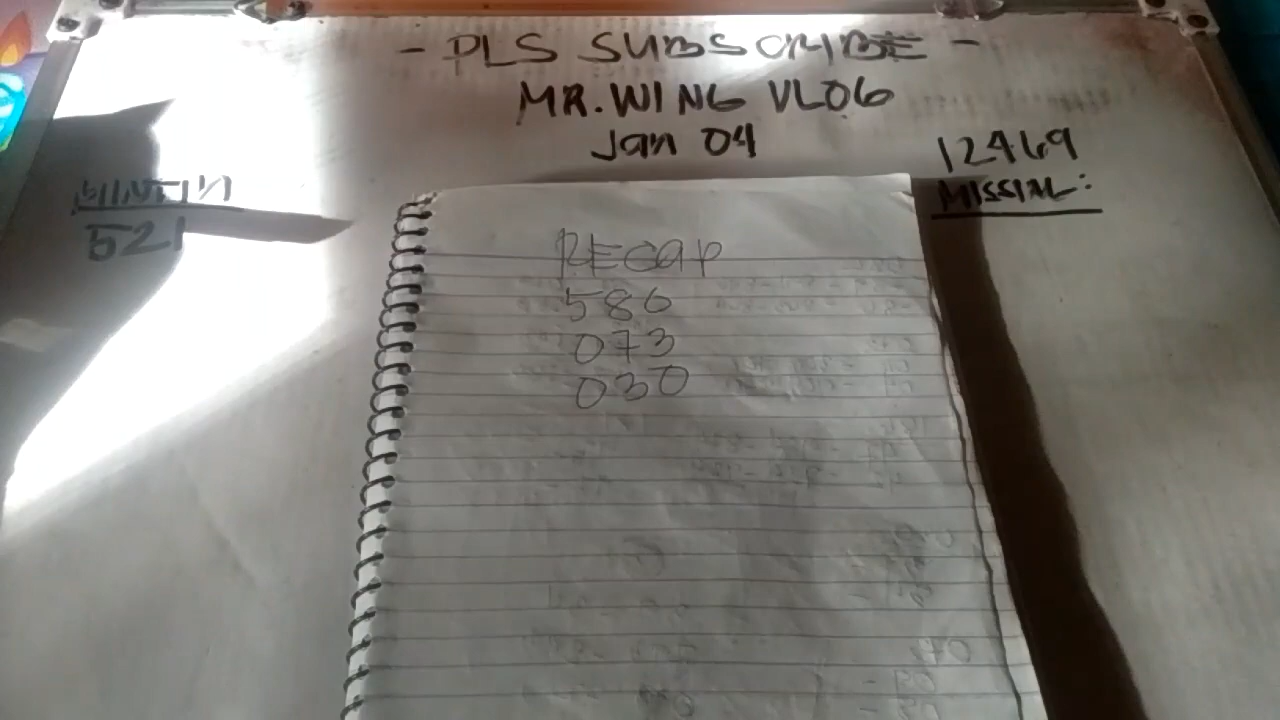 - PLS SUBSCRIBE -
MR. WING VLOG
Jan 04
12469
MISSING:
521
RECAP
586
073
030